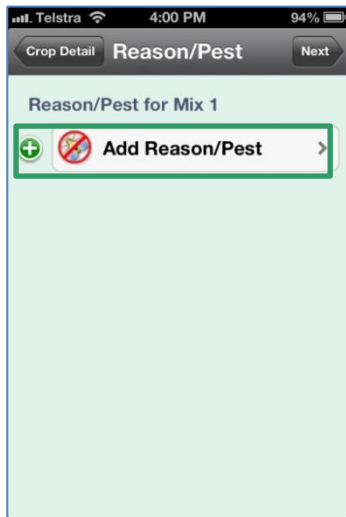 Telstra 4:00 PM 94%
Crop Detail Reason/Pest Next
Reason/Pest for Mix 1
Add Reason/Pest